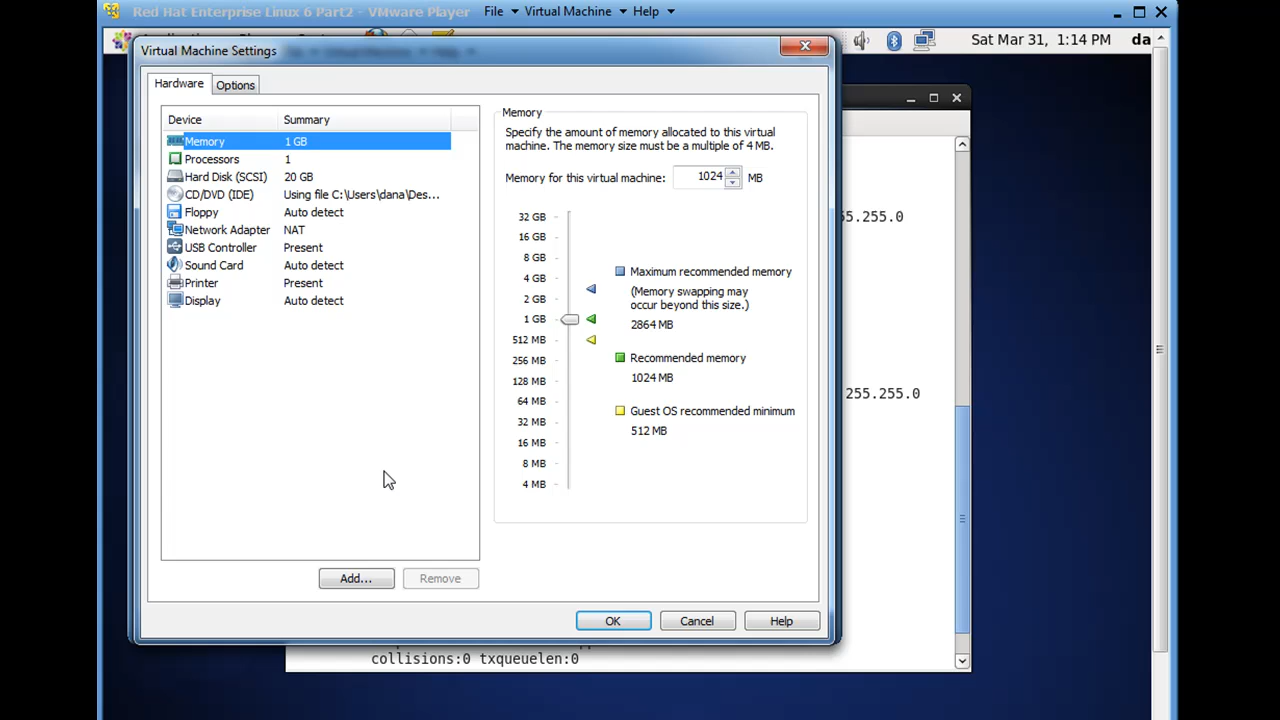 Red Hat Enterprise Linux 6 Part2 - VMware Player File Virtual Machine Help
Sat Mar 31, 1:14 PM da
Virtual Machine Settings
Hardware Options
Device Summary
Memory 1 GB
Processors 1
Hard Disk (SCSI) 20 GB
CD/DVD (IDE) Using file C:\Users\dana\Des...
Floppy Auto detect
Network Adapter NAT
USB Controller Present
Sound Card Auto detect
Printer Present
Display Auto detect
Add... Remove
Memory
Specify the amount of memory allocated to this virtual
machine. The memory size must be a multiple of 4 MB.
Memory for this virtual machine: 1024 MB
32 GB
16 GB
8 GB
4 GB
2 GB
1 GB
512 MB
256 MB
128 MB
64 MB
32 MB
16 MB
8 MB
4 MB
Maximum recommended memory
(Memory swapping may
occur beyond this size.)
2864 MB
Recommended memory
1024 MB
Guest OS recommended minimum
512 MB
OK Cancel Help
55.255.0
255.255.0
collisions:0 txqueuelen:0